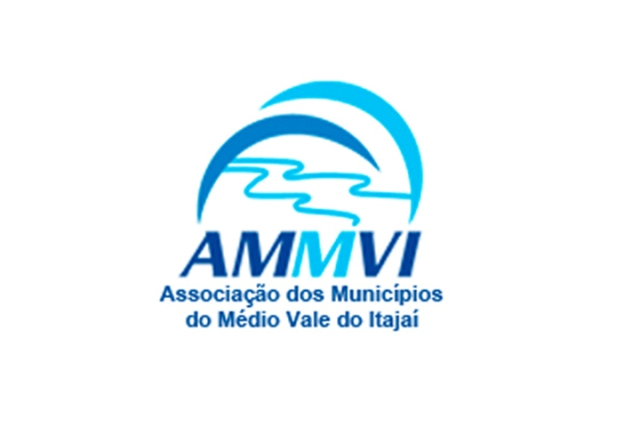 AMMVI
Associação dos Municípios
do Médio Vale do Itajaí